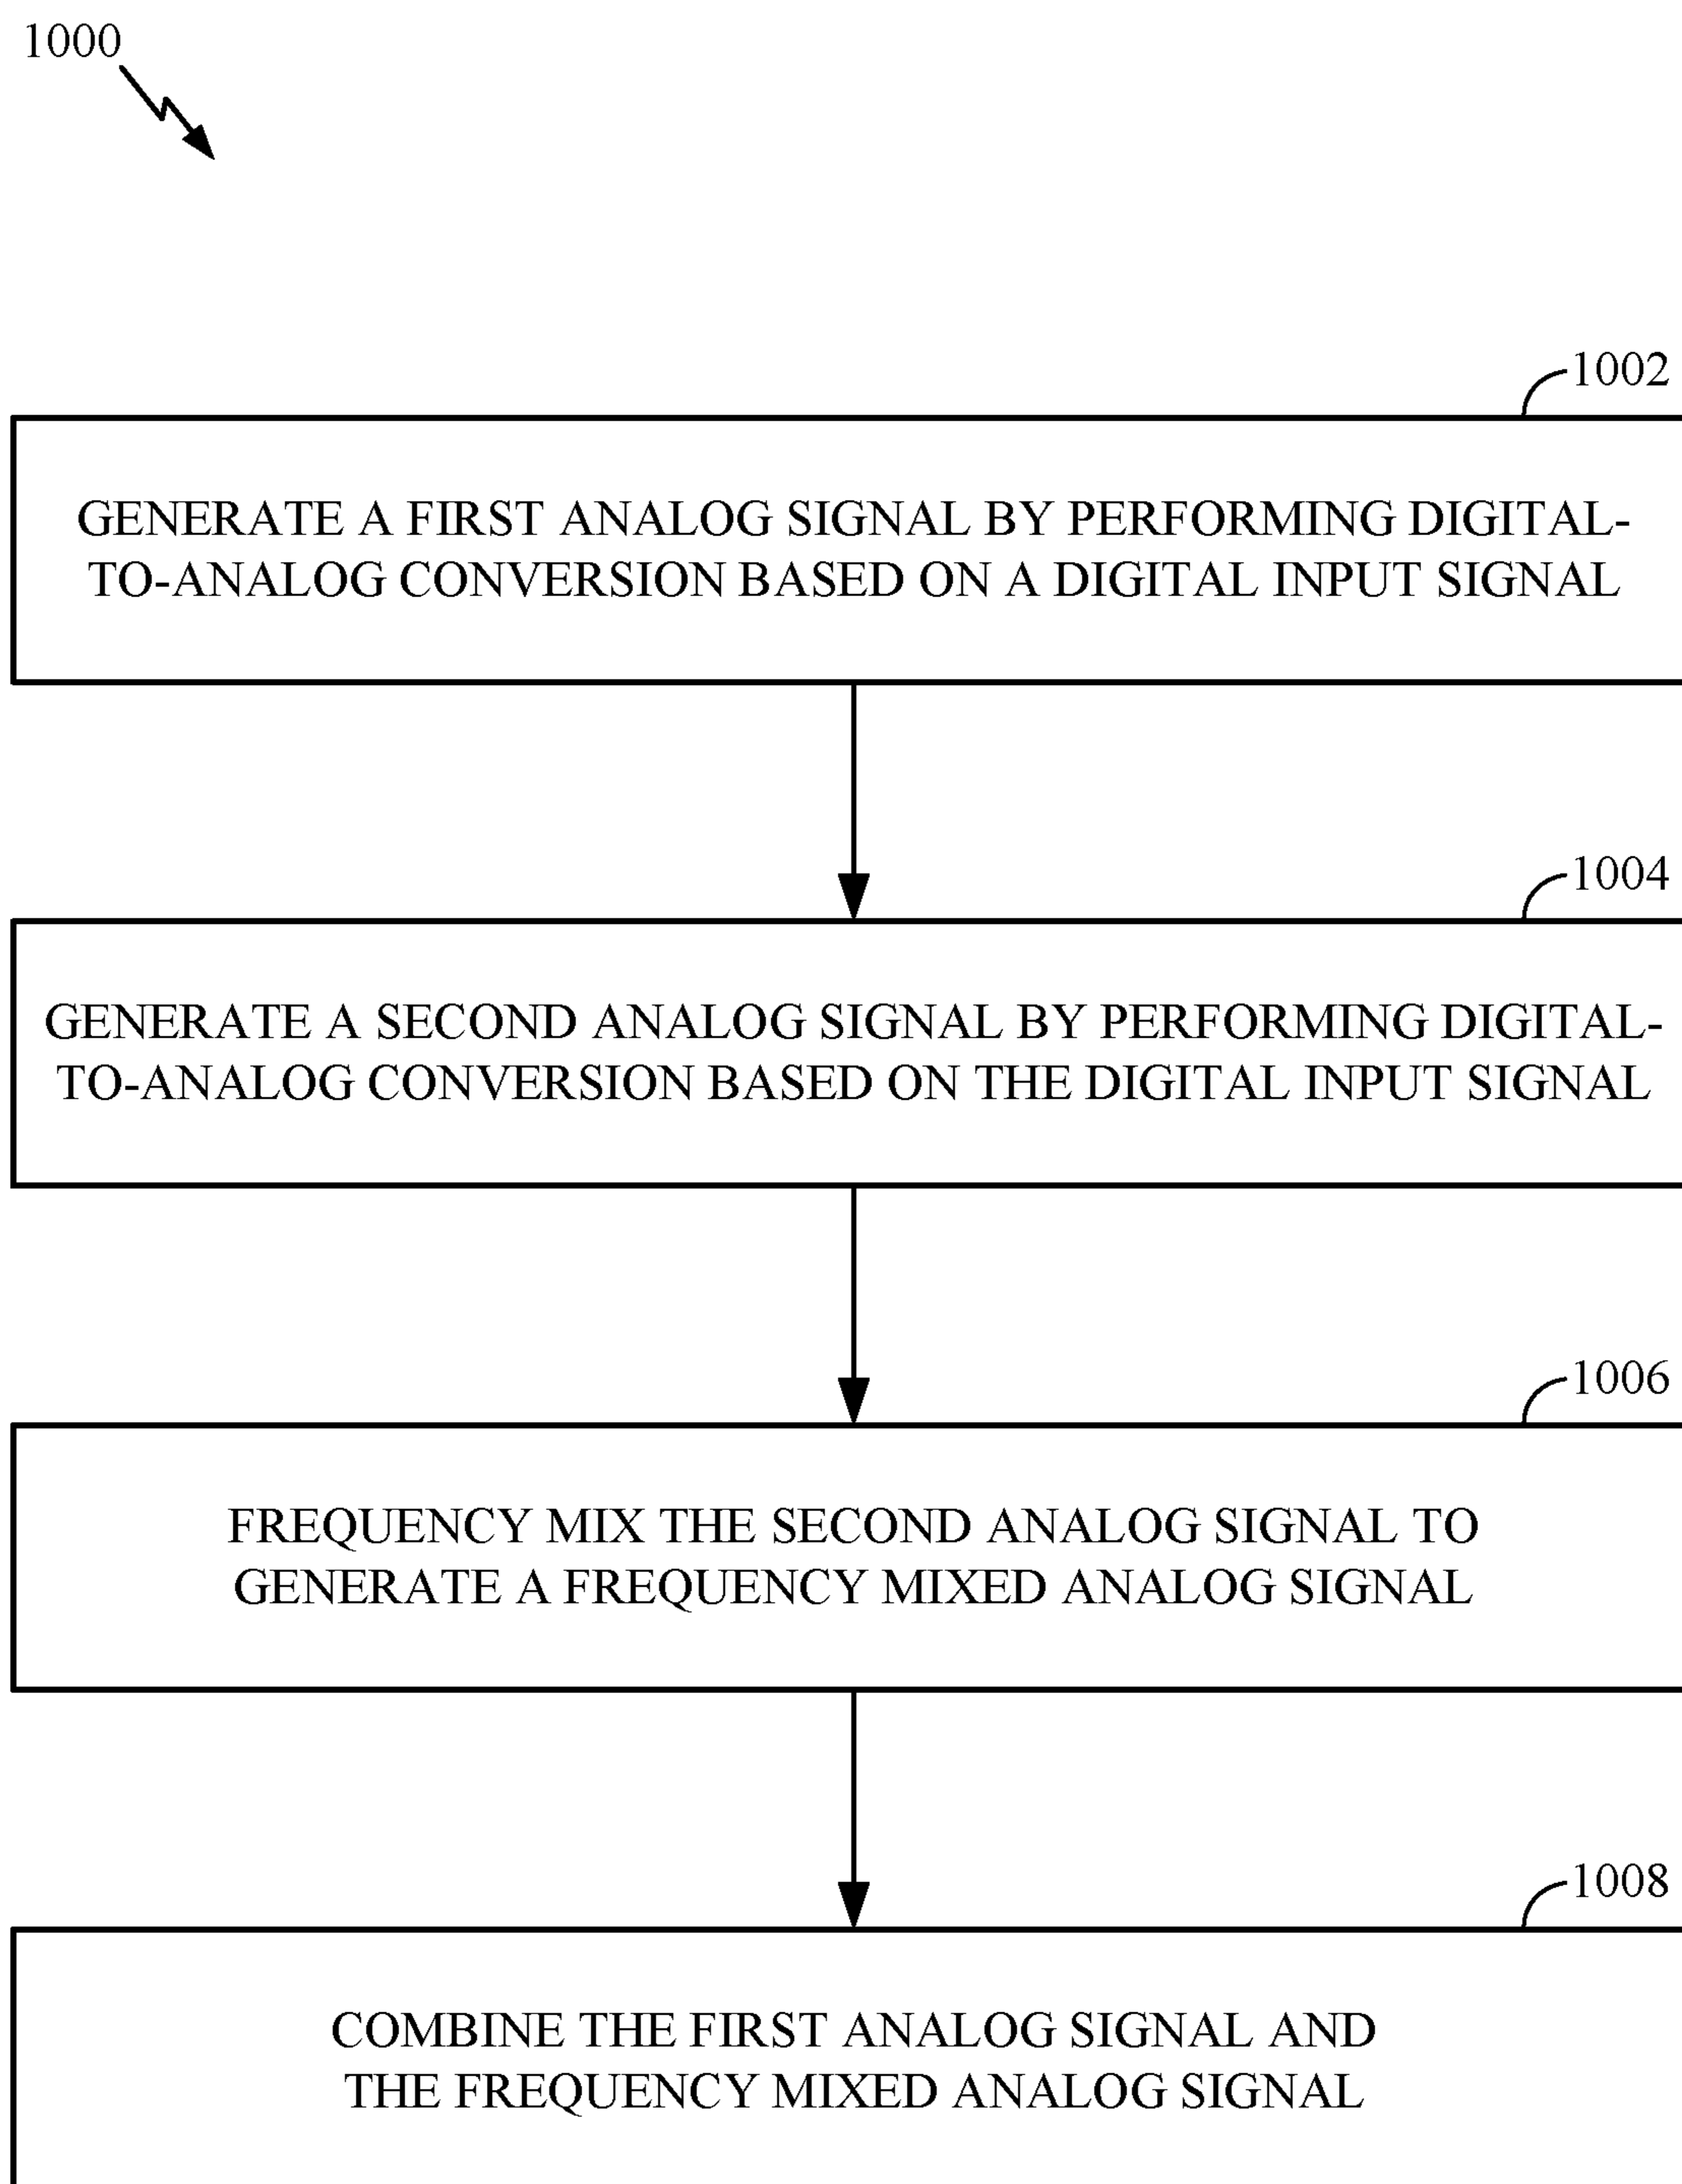 1000
1002
GENERATE A FIRST ANALOG SIGNAL BY PERFORMING DIGITAL-
TO-ANALOG CONVERSION BASED ON A DIGITAL INPUT SIGNAL
1004
GENERATE A SECOND ANALOG SIGNAL BY PERFORMING DIGITAL-
TO-ANALOG CONVERSION BASED ON THE DIGITAL INPUT SIGNAL
1006
FREQUENCY MIX THE SECOND ANALOG SIGNAL TO
GENERATE A FREQUENCY MIXED ANALOG SIGNAL
1008
COMBINE THE FIRST ANALOG SIGNAL AND
THE FREQUENCY MIXED ANALOG SIGNAL